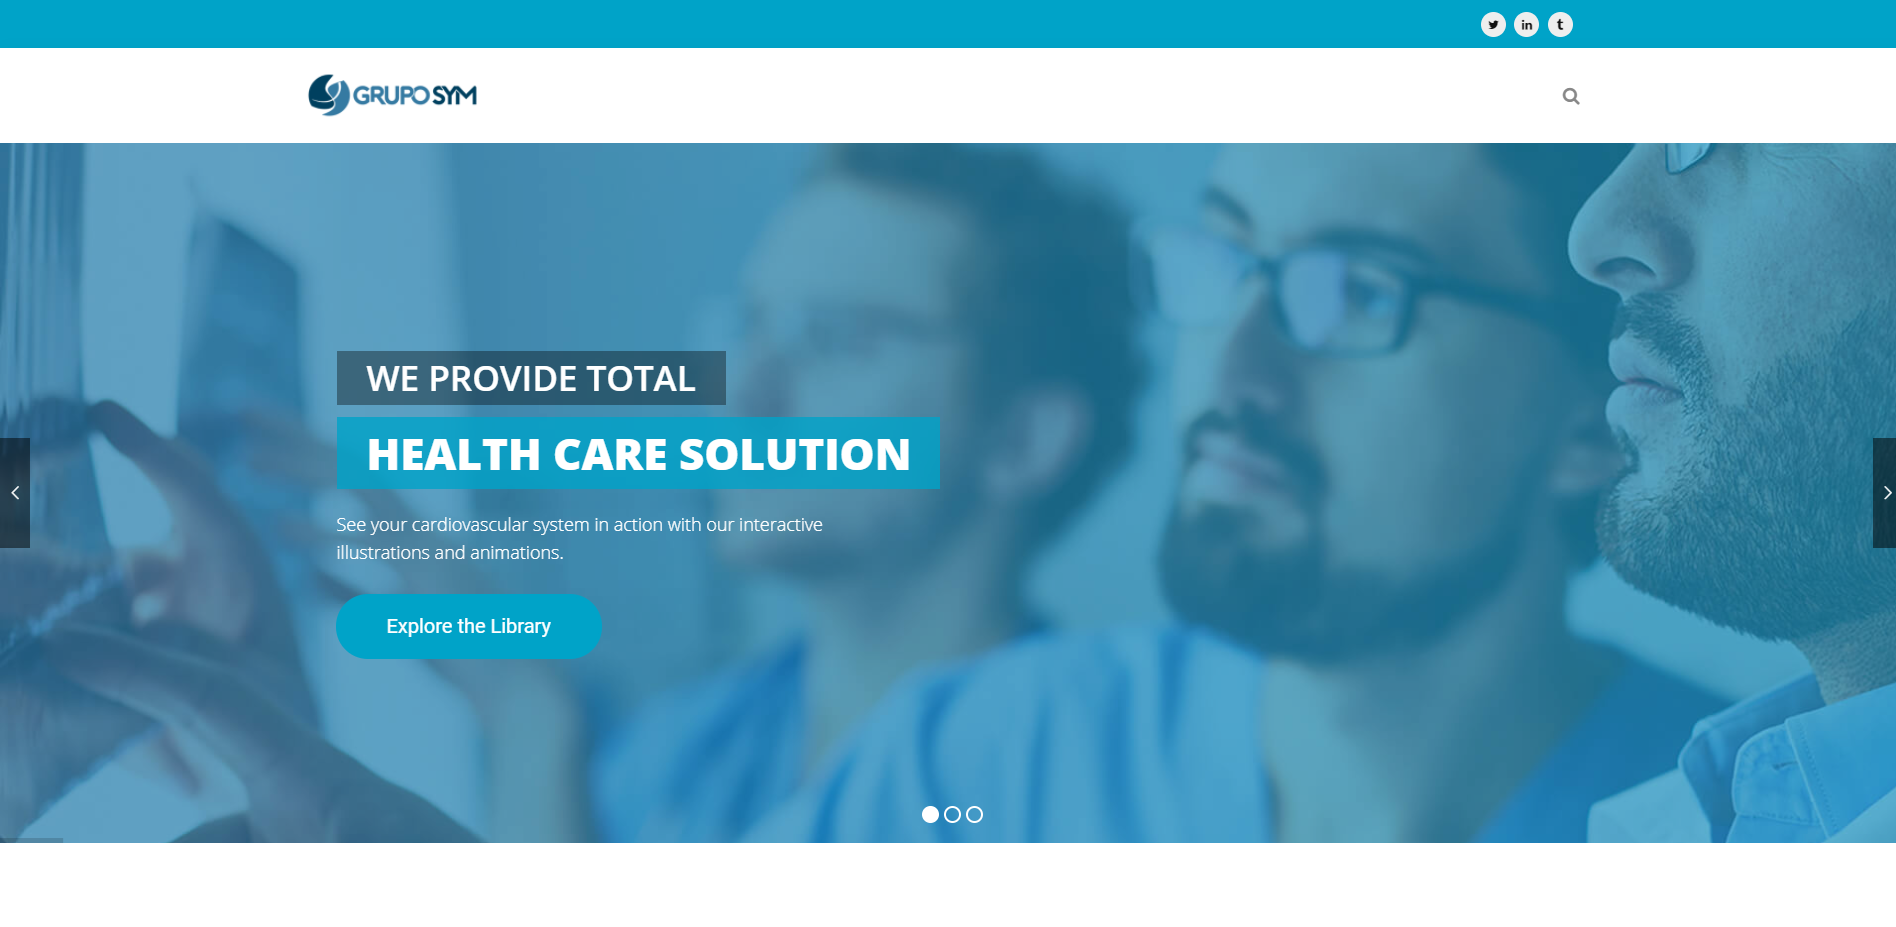 GRUPO SYM
WE PROVIDE TOTAL
HEALTH CARE SOLUTION
See your cardiovascular system in action with our interactive
illustrations and animations.
Explore the Library